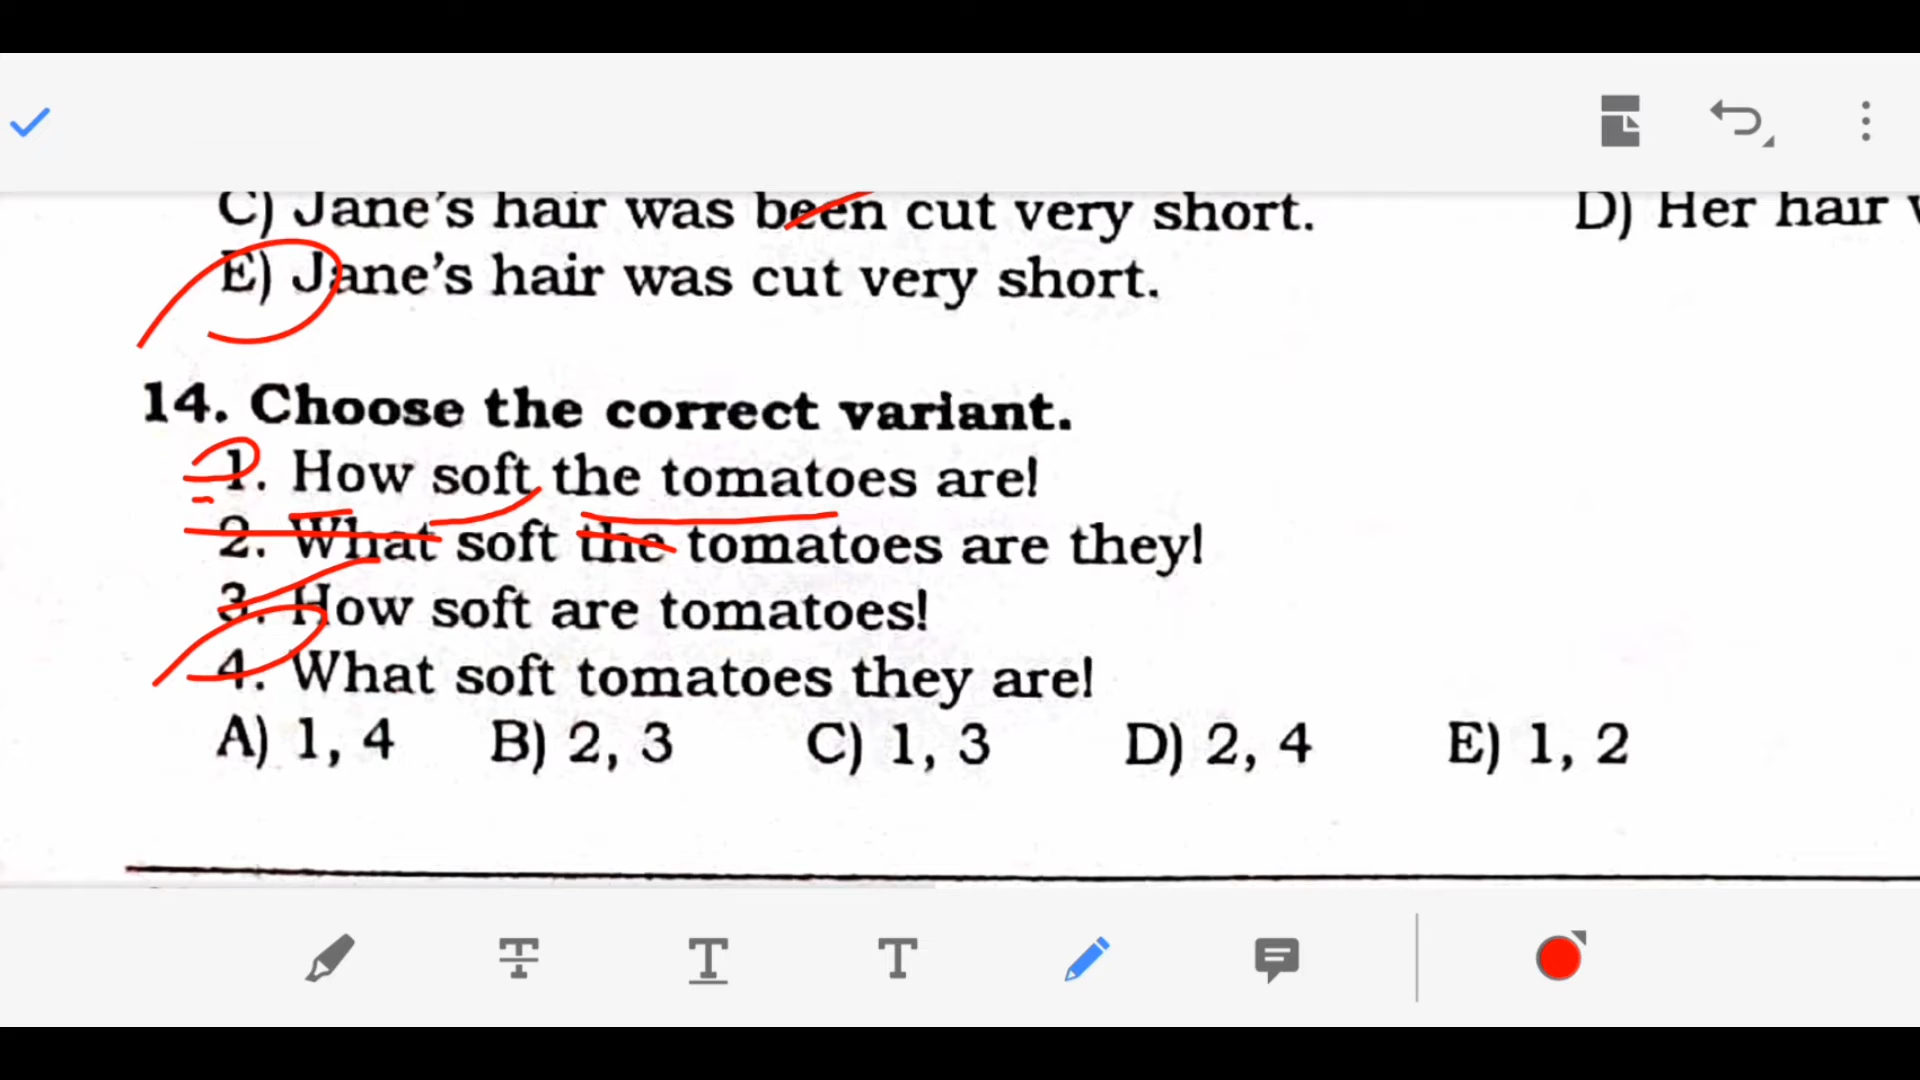 C) Jane's hair was been cut very short. D) Her hair
E) Jane's hair was cut very short.
14. Choose the correct variant.
1. How soft the tomatoes are!
2. What soft the tomatoes are they!
3. How soft are tomatoes!
4. What soft tomatoes they are!
A) 1, 4 B) 2, 3 C) 1, 3 D) 2, 4 E) 1, 2